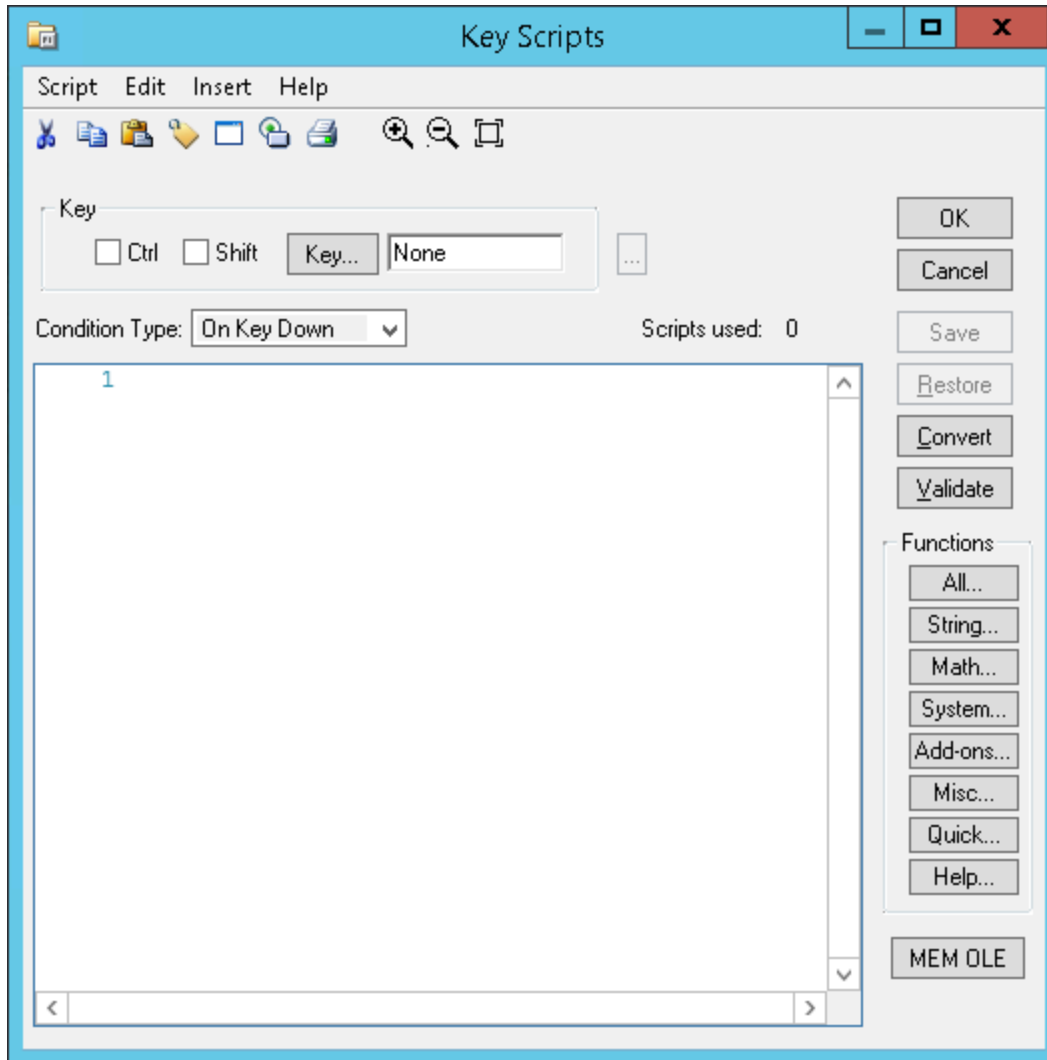 Key Scripts
Script Edit Insert Help
Key
Ctrl Shift Key... None ...
OK
Cancel
Condition Type: On Key Down Scripts used: 0
Save
Restore
Convert
Validate
1
Functions
All...
String...
Math...
System...
Add-ons...
Misc...
Quick...
Help...
MEM OLE